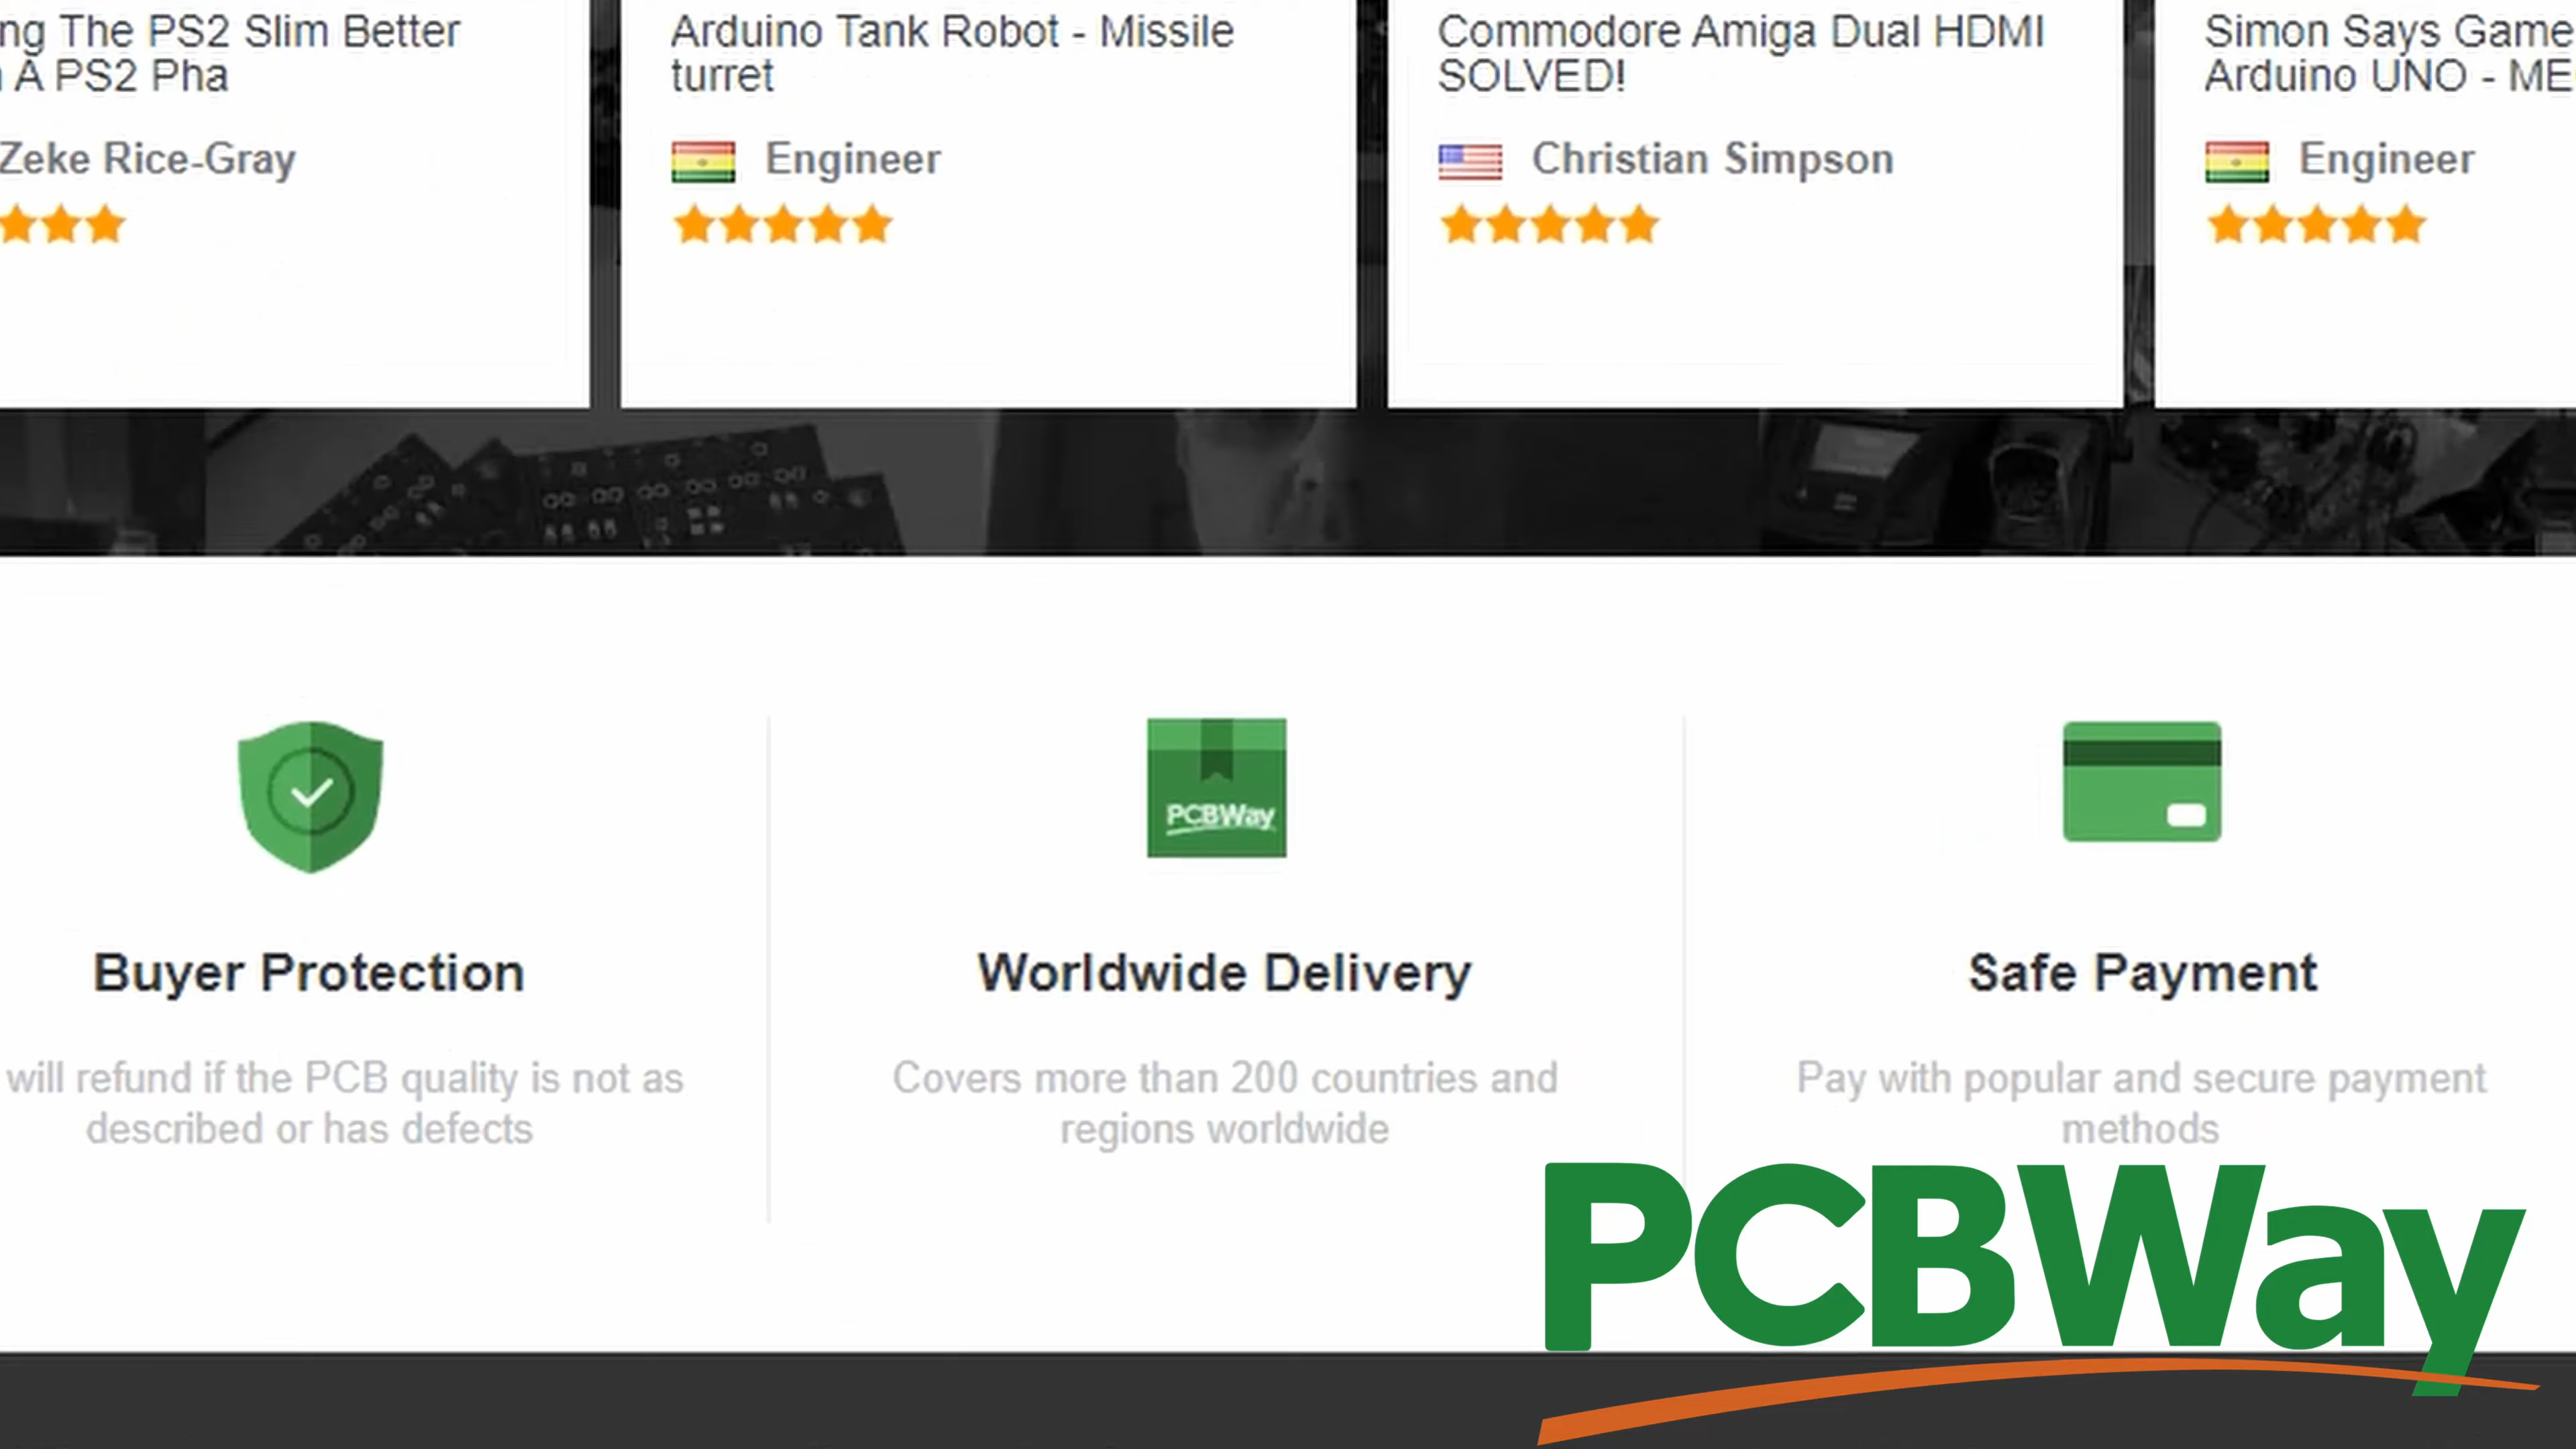 ng The PS2 Slim Better
A PS2 Pha
Zeke Rice-Gray
Arduino Tank Robot - Missile
turret
Engineer
Commodore Amiga Dual HDMI
SOLVED!
Christian Simpson
Simon Says Game
Arduino UNO - ME
Engineer
PCBWay
Buyer Protection
will refund if the PCB quality is not as
described or has defects
Worldwide Delivery
Covers more than 200 countries and
regions worldwide
Safe Payment
Pay with popular and secure payment
methods
PCBWay